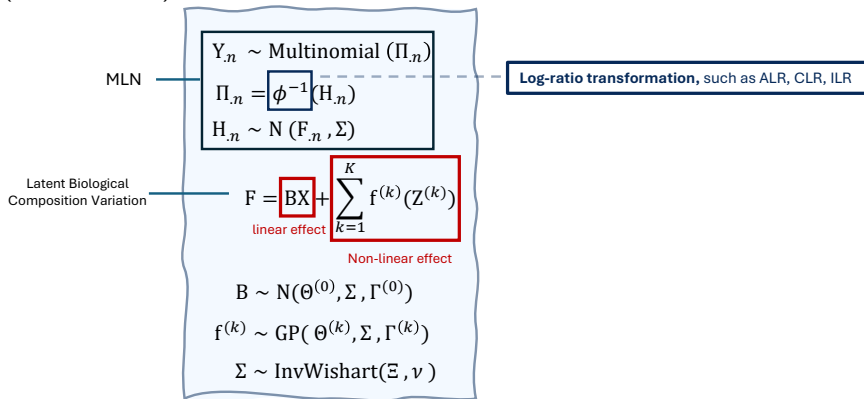 Y.n ~ Multinomial (Π.n)
MLN
Π.n = ϕ⁻¹(H.n)
Log-ratio transformation, such as ALR, CLR, ILR
H.n ~ N (F.n , Σ)
Latent Biological
Composition Variation
F = BX + ∑_{k=1}^{K} f^{(k)}(Z^{(k)})
linear effect
Non-linear effect
B ~ N(Θ^{(0)}, Σ , Γ^{(0)})
f^{(k)} ~ GP( Θ^{(k)}, Σ , Γ^{(k)})
Σ ~ InvWishart(Ξ , ν )